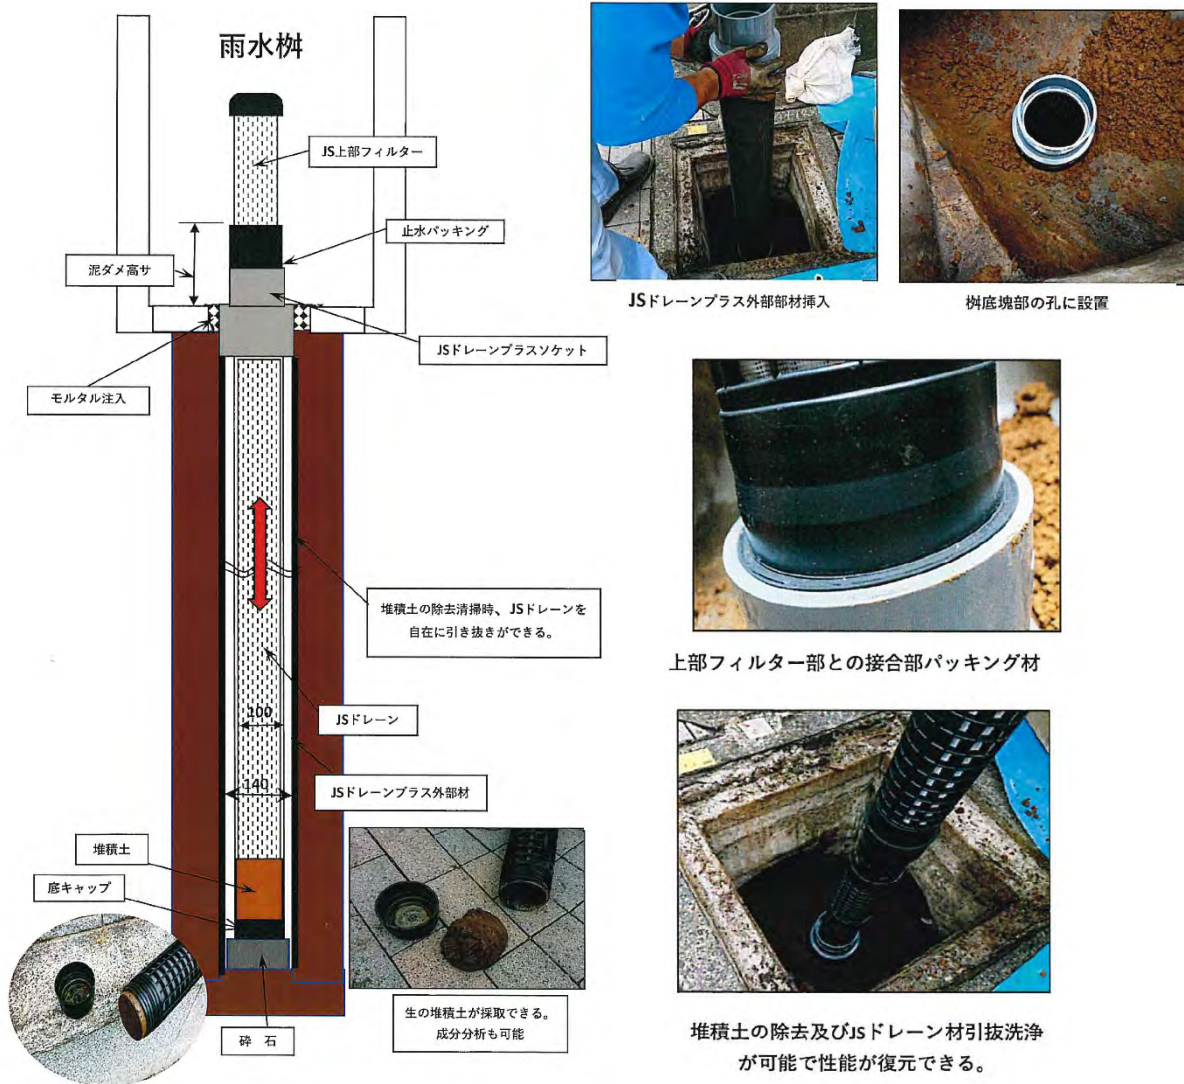 雨水桝
JS上部フィルター
止水パッキング
泥ダメ高サ
JSドレーンプラスソケット
モルタル注入
堆積土の除去清掃時、JSドレーンを
自在に引き抜きができる。
JSドレーン
100
140
JSドレーンプラス外部材
堆積土
底キャップ
砕 石
生の堆積土が採取できる。
成分分析も可能
JSドレーンプラス外部部材挿入
桝底塊部の孔に設置
上部フィルター部との接合部パッキング材
堆積土の除去及びJSドレーン材引抜洗浄
が可能で性能が復元できる。